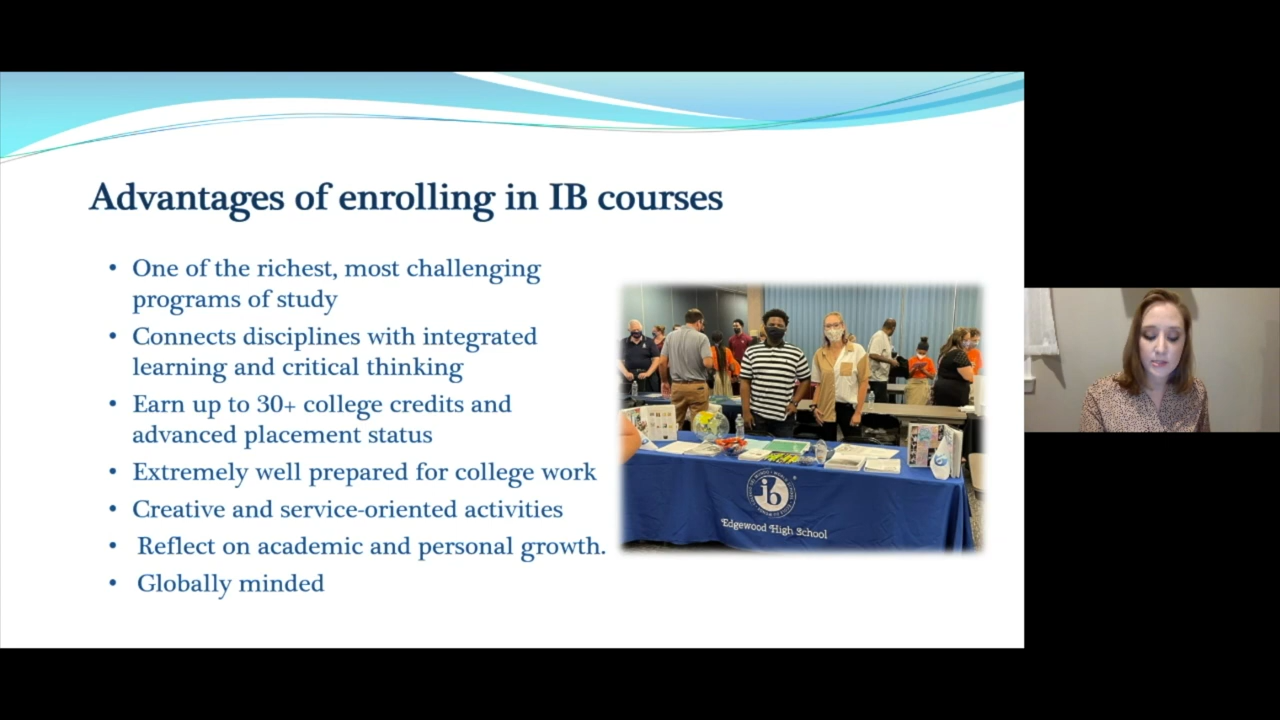 Advantages of enrolling in IB courses
• One of the richest, most challenging
programs of study
• Connects disciplines with integrated
learning and critical thinking
• Earn up to 30+ college credits and
advanced placement status
• Extremely well prepared for college work
• Creative and service-oriented activities
• Reflect on academic and personal growth.
• Globally minded
ib
Edgewood High School